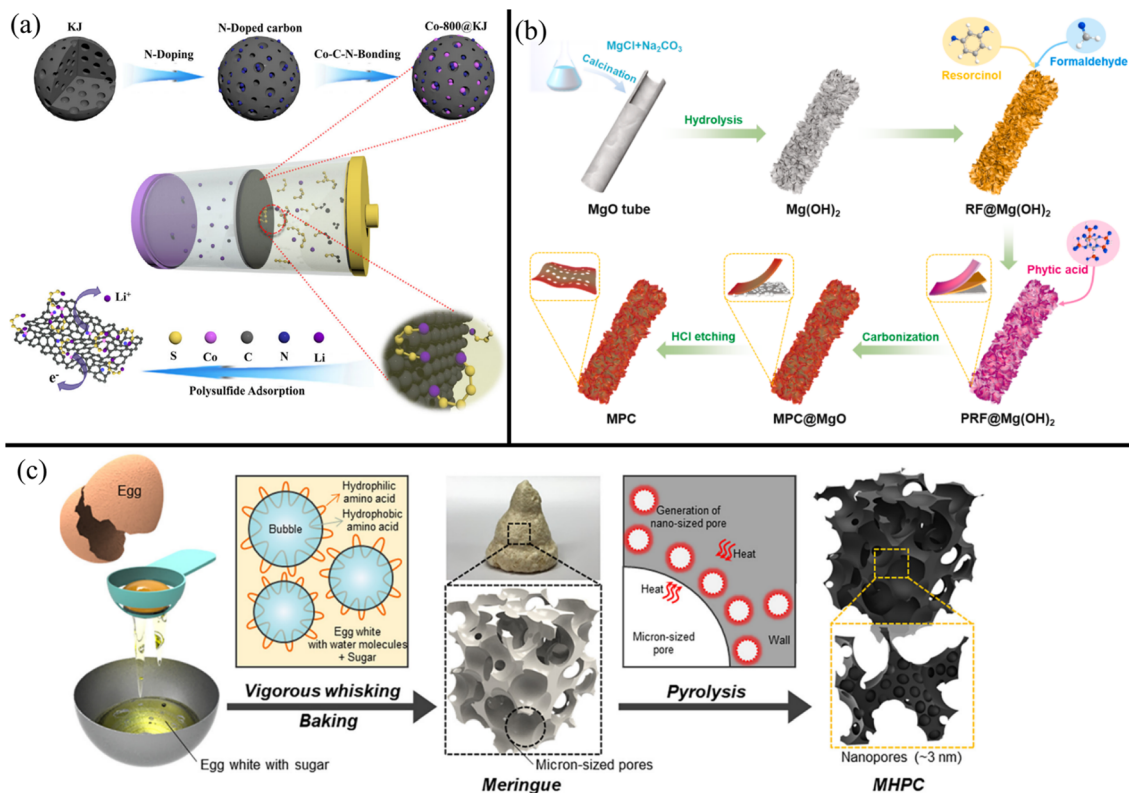 (a)
KJ
N-Doping
N-Doped carbon
Co-C-N-Bonding
Co-800@KJ
Li⁺
e⁻
S
Co
C
N
Li
Polysulfide Adsorption
(b)
MgCl+Na₂CO₃
Calcination
MgO tube
Hydrolysis
Mg(OH)₂
Resorcinol
Formaldehyde
RF@Mg(OH)₂
Phytic acid
PRF@Mg(OH)₂
Carbonization
MPC@MgO
HCl etching
MPC
(c)
Egg
Egg white with sugar
Hydrophilic
amino acid
Hydrophobic
amino acid
Bubble
Egg white
with water molecules
+ Sugar
Vigorous whisking
Baking
Micron-sized pores
Meringue
Generation of
nano-sized pore
Heat
Heat
Micron-sized
pore
Wall
Pyrolysis
Nanopores (~3 nm)
MHPC